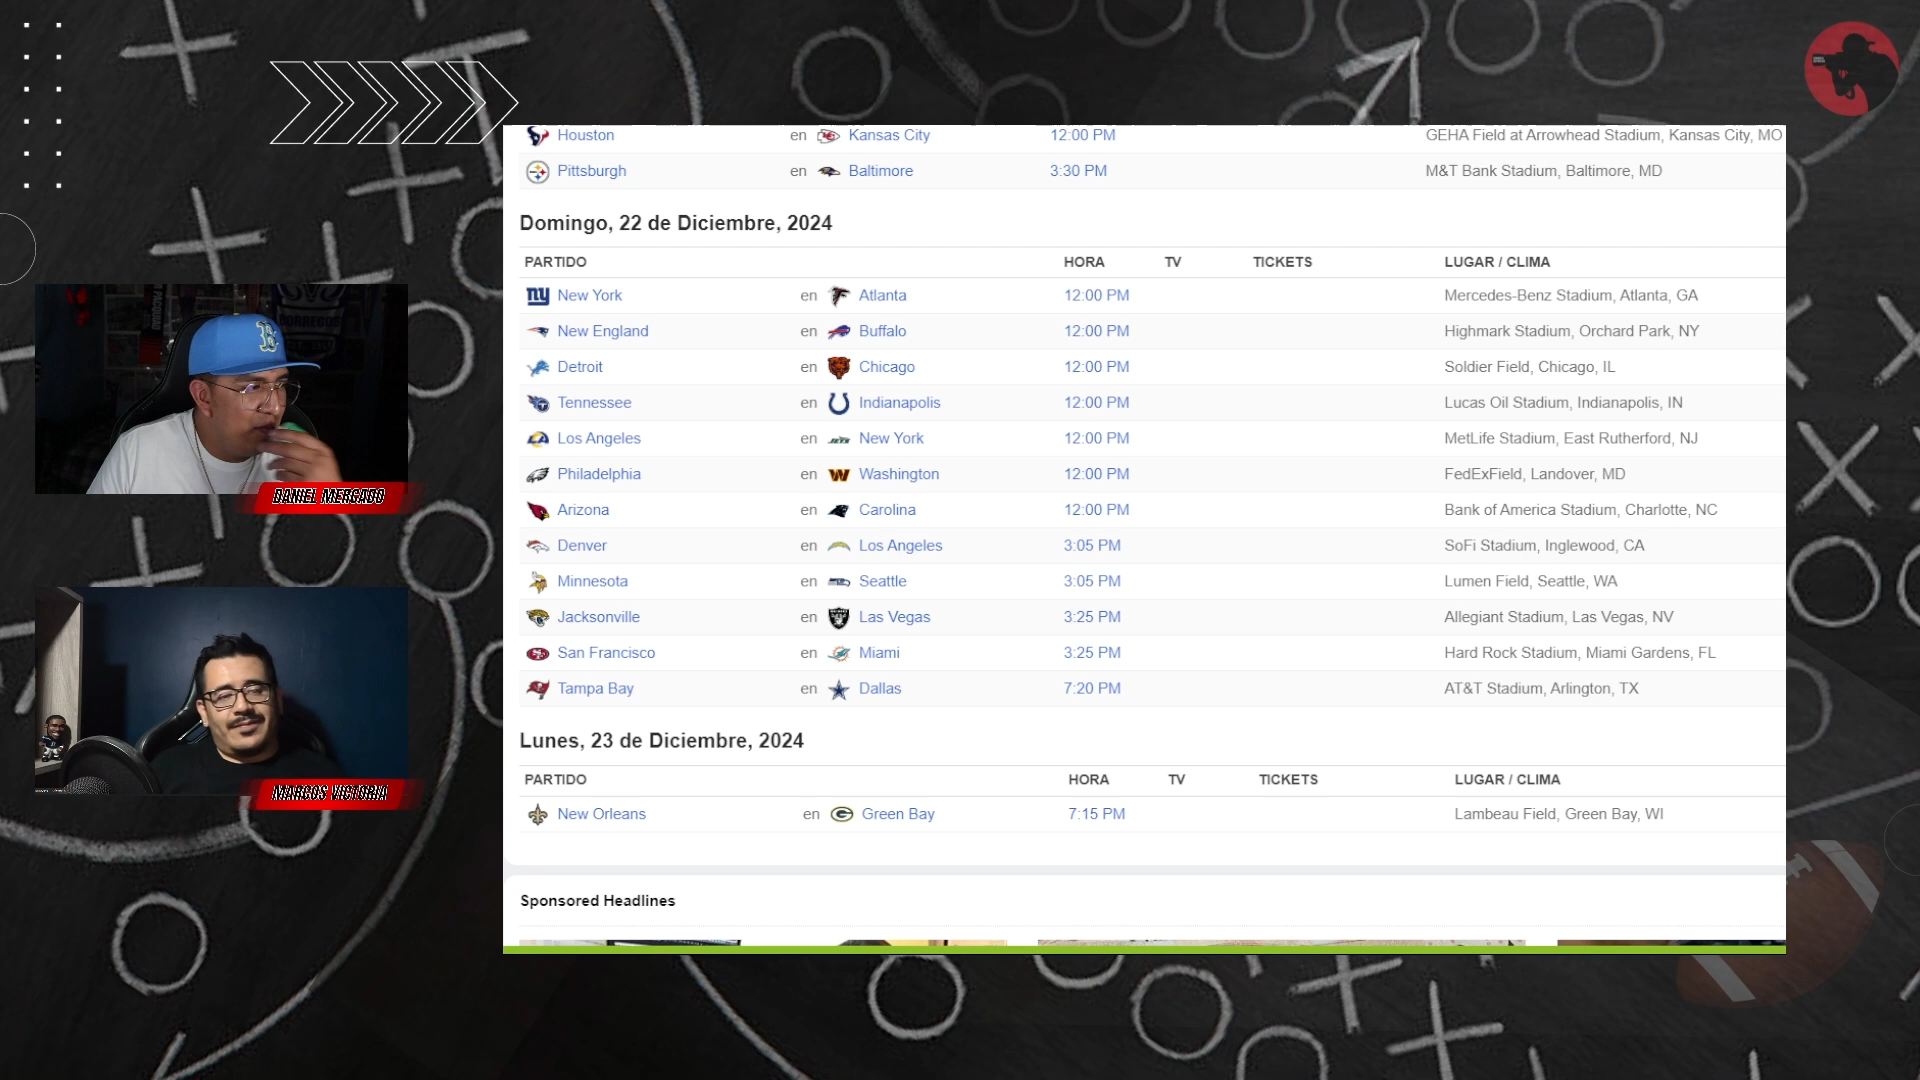 Houston en Kansas City 12:00 PM GEHA Field at Arrowhead Stadium, Kansas City, MO
Pittsburgh en Baltimore 3:30 PM M&T Bank Stadium, Baltimore, MD
Domingo, 22 de Diciembre, 2024
PARTIDO HORA TV TICKETS LUGAR / CLIMA
New York en Atlanta 12:00 PM Mercedes-Benz Stadium, Atlanta, GA
New England en Buffalo 12:00 PM Highmark Stadium, Orchard Park, NY
Detroit en Chicago 12:00 PM Soldier Field, Chicago, IL
Tennessee en Indianapolis 12:00 PM Lucas Oil Stadium, Indianapolis, IN
Los Angeles en New York 12:00 PM MetLife Stadium, East Rutherford, NJ
Philadelphia en Washington 12:00 PM FedExField, Landover, MD
Arizona en Carolina 12:00 PM Bank of America Stadium, Charlotte, NC
Denver en Los Angeles 3:05 PM SoFi Stadium, Inglewood, CA
Minnesota en Seattle 3:05 PM Lumen Field, Seattle, WA
Jacksonville en Las Vegas 3:25 PM Allegiant Stadium, Las Vegas, NV
San Francisco en Miami 3:25 PM Hard Rock Stadium, Miami Gardens, FL
Tampa Bay en Dallas 7:20 PM AT&T Stadium, Arlington, TX
Lunes, 23 de Diciembre, 2024
PARTIDO HORA TV TICKETS LUGAR / CLIMA
New Orleans en Green Bay 7:15 PM Lambeau Field, Green Bay, WI
Sponsored Headlines
BORREGOS
DANIEL MERCADO
MARCOS VICTORIA